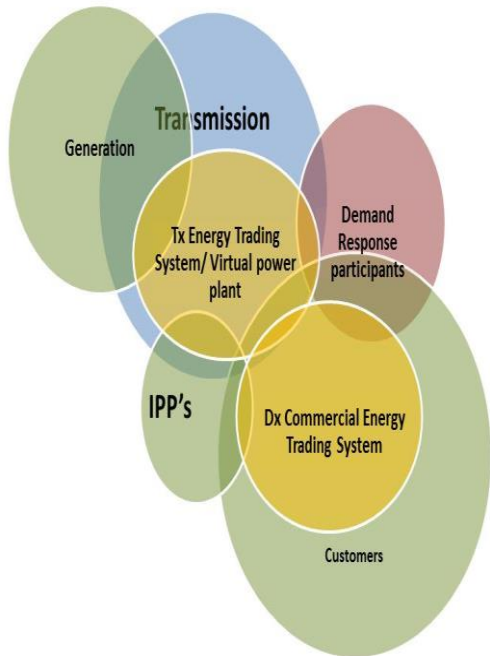 Transmission
Generation
Demand
Response
participants
Tx Energy Trading
System/ Virtual power
plant
IPP's
Dx Commercial Energy
Trading System
Customers